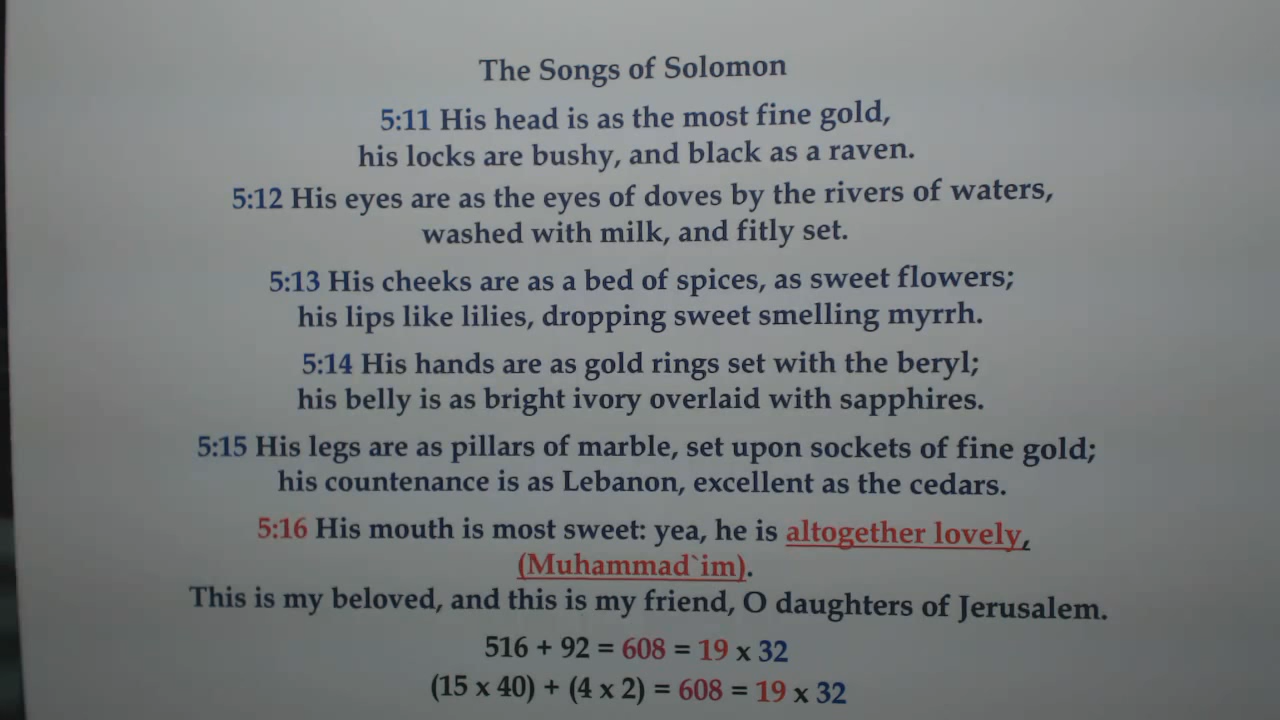 The Songs of Solomon
5:11 His head is as the most fine gold,
his locks are bushy, and black as a raven.
5:12 His eyes are as the eyes of doves by the rivers of waters,
washed with milk, and fitly set.
5:13 His cheeks are as a bed of spices, as sweet flowers;
his lips like lilies, dropping sweet smelling myrrh.
5:14 His hands are as gold rings set with the beryl;
his belly is as bright ivory overlaid with sapphires.
5:15 His legs are as pillars of marble, set upon sockets of fine gold;
his countenance is as Lebanon, excellent as the cedars.
5:16 His mouth is most sweet: yea, he is altogether lovely,
(Muhammad`im).
This is my beloved, and this is my friend, O daughters of Jerusalem.
516 + 92 = 608 = 19 x 32
(15 x 40) + (4 x 2) = 608 = 19 x 32